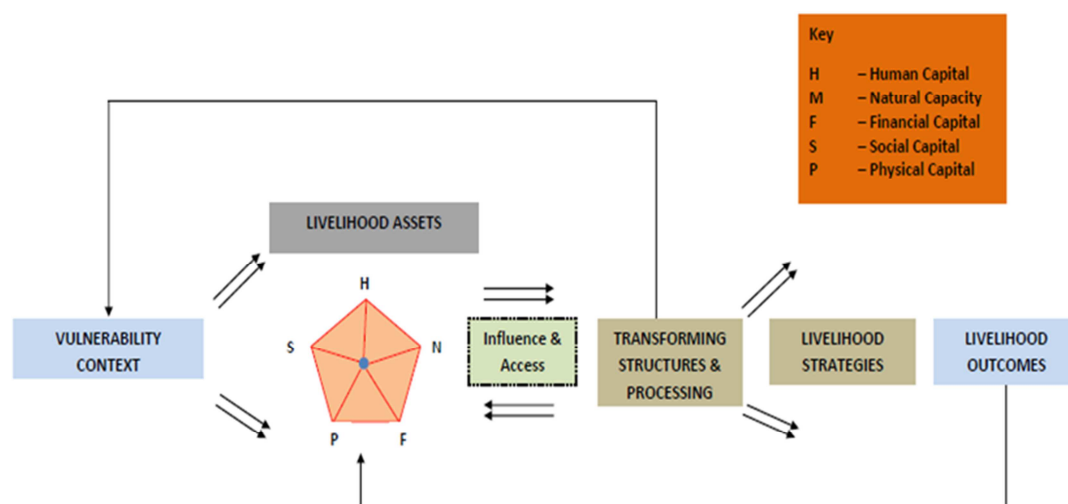 Key
H – Human Capital
M – Natural Capacity
F – Financial Capital
S – Social Capital
P – Physical Capital
LIVELIHOOD ASSETS
H
S
N
P
F
VULNERABILITY
CONTEXT
Influence &
Access
TRANSFORMING
STRUCTURES &
PROCESSING
LIVELIHOOD
STRATEGIES
LIVELIHOOD
OUTCOMES